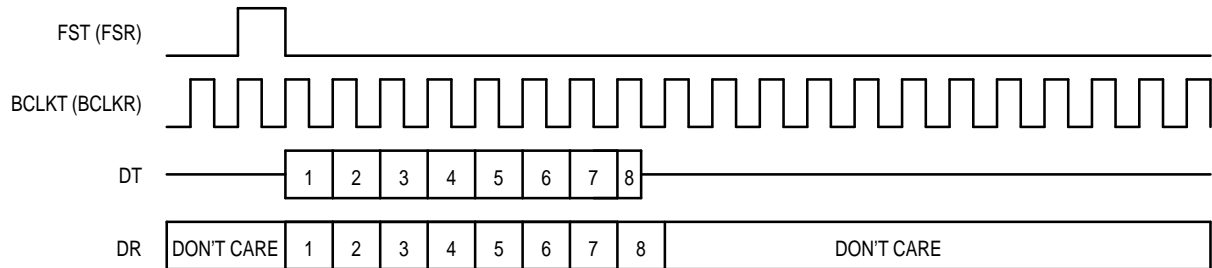 FST (FSR)
BCLKT (BCLKR)
DT 1 2 3 4 5 6 7 8
DR DON'T CARE 1 2 3 4 5 6 7 8 DON'T CARE